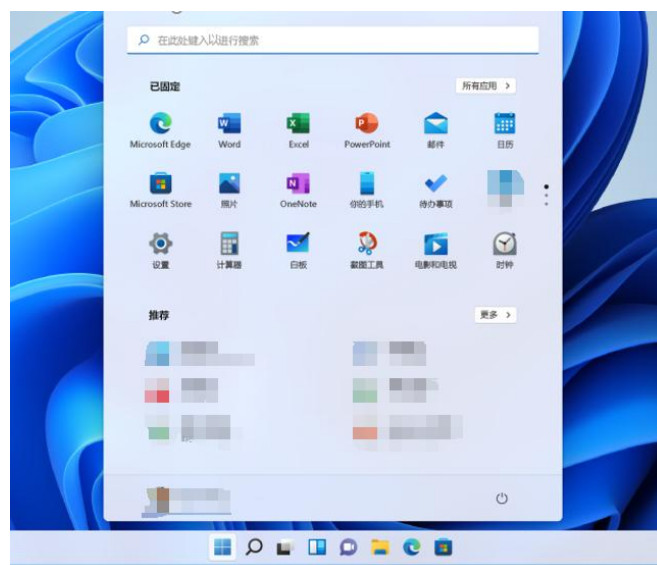 在此处键入以进行搜索
已固定
所有应用 >
Microsoft Edge Word Excel PowerPoint 邮件 日历
Microsoft Store 照片 OneNote 你的手机 待办事项
设置 计算器 白板 截图工具 电影和电视 时钟
推荐
更多 >